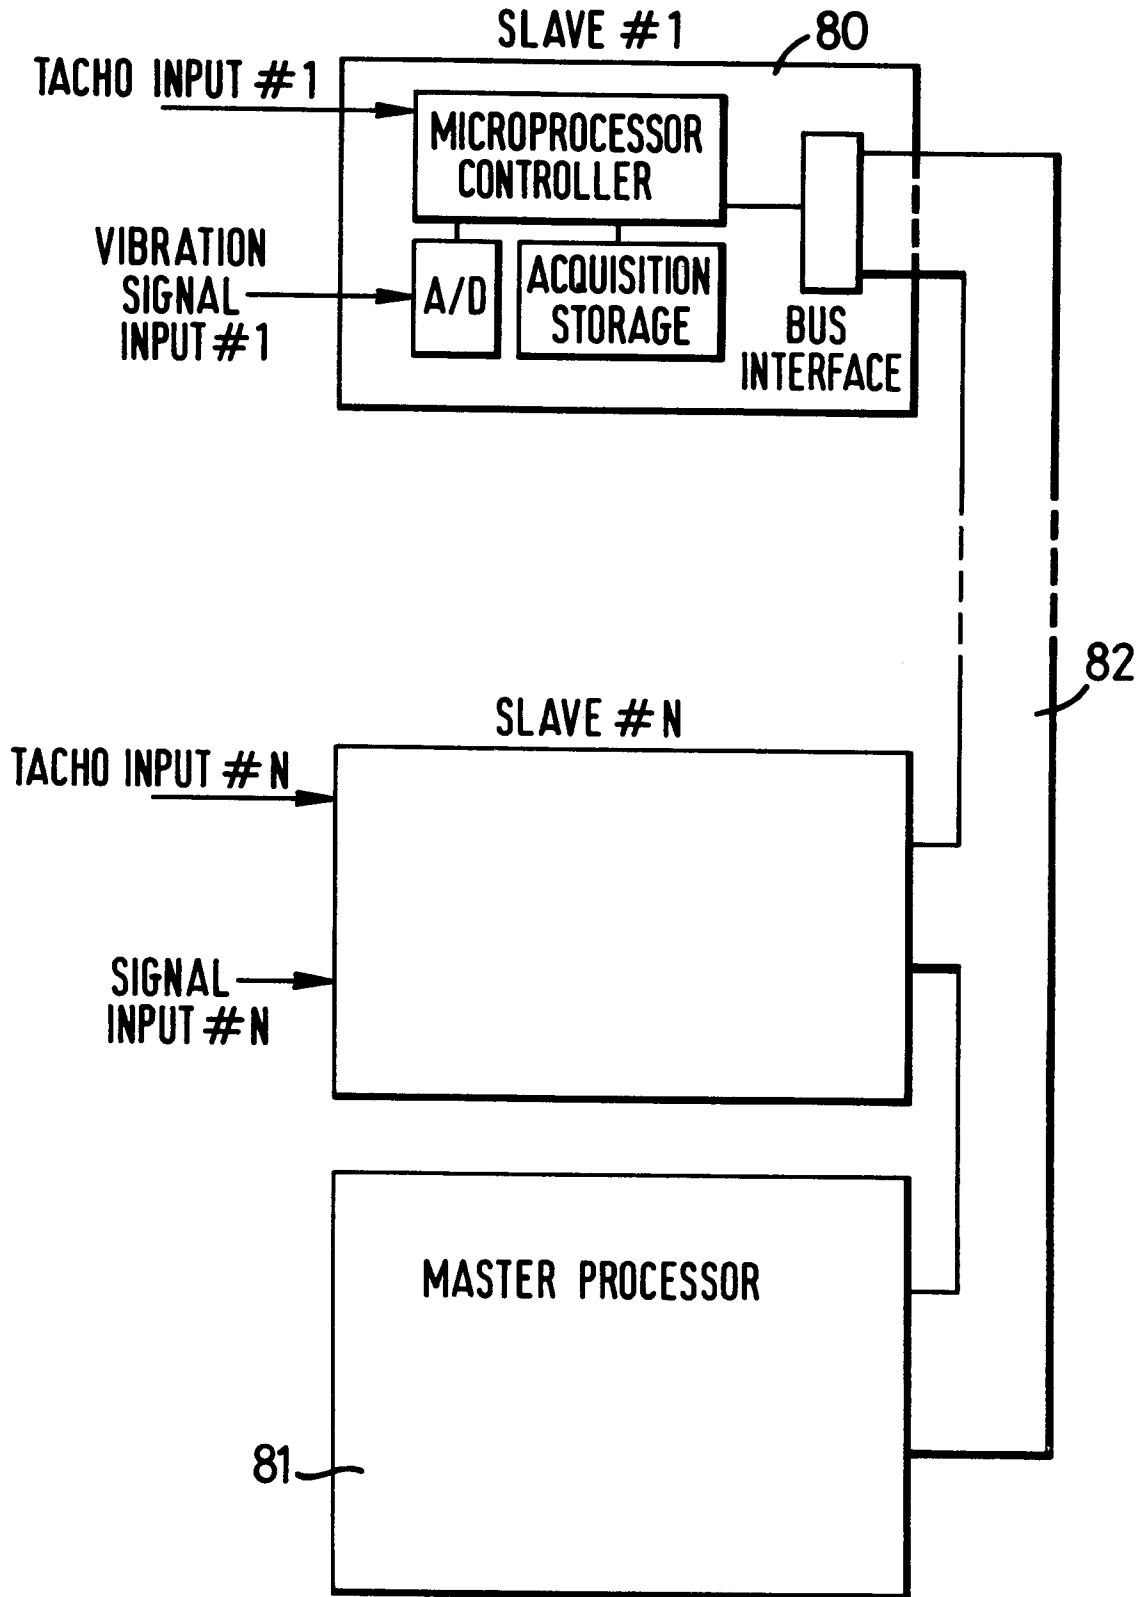 SLAVE #1
80
TACHO INPUT #1
MICROPROCESSOR
CONTROLLER
VIBRATION
SIGNAL
INPUT #1
A/D
ACQUISITION
STORAGE
BUS
INTERFACE
82
SLAVE #N
TACHO INPUT #N
SIGNAL
INPUT #N
MASTER PROCESSOR
81